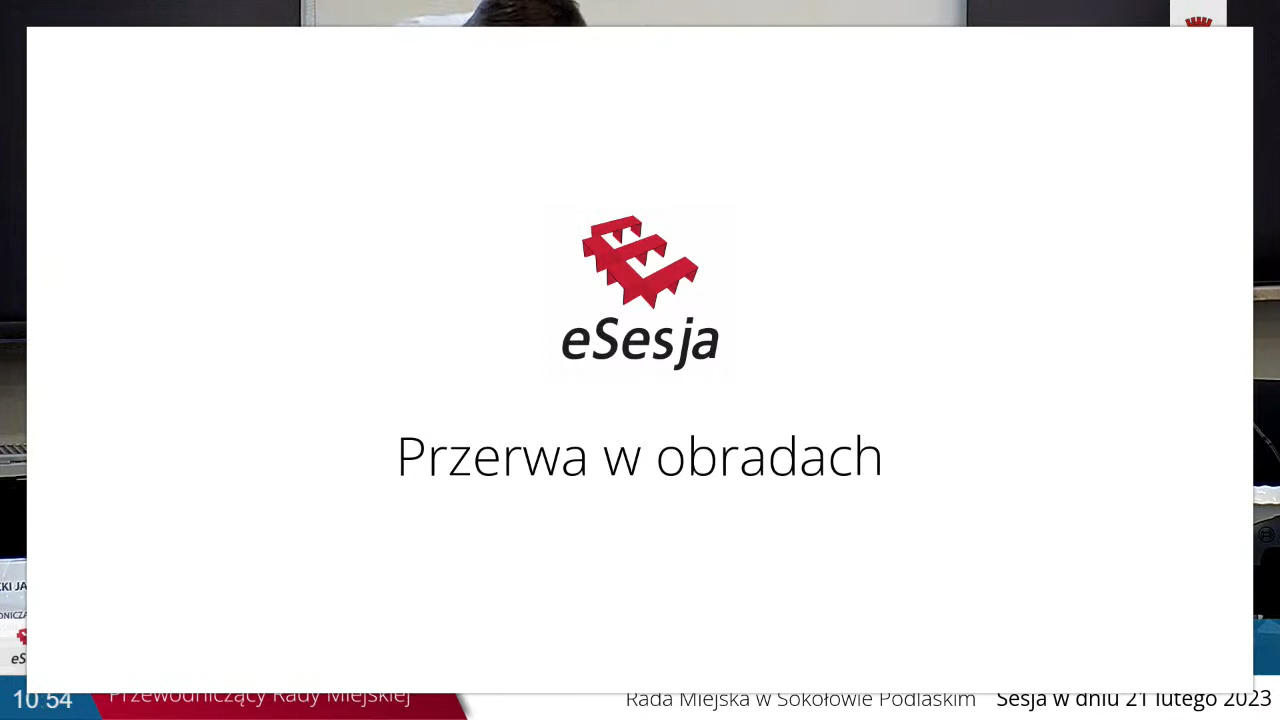 eSesja
Przerwa w obradach
10:54
Przewodniczący Rady Miejskiej
Rada Miejska w Sokołowie Podlaskim
Sesja w dniu 21 lutego 2023